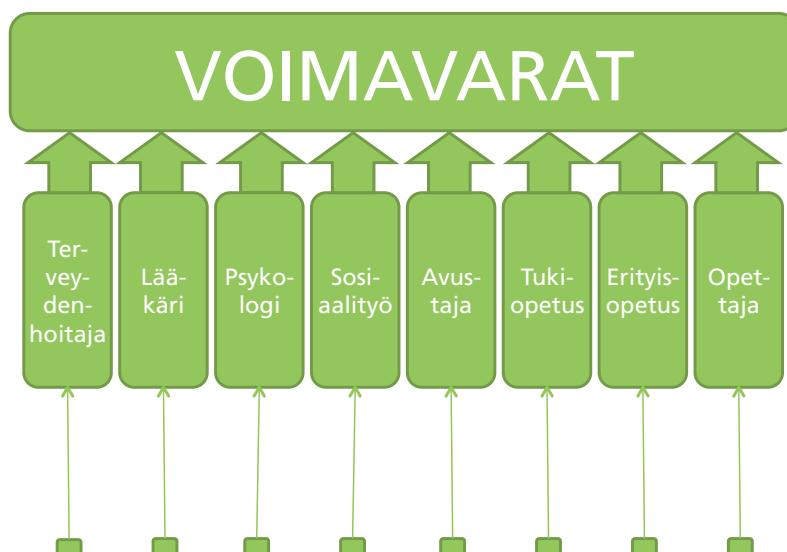 VOIMAVARAT
Ter-
vey-
den-
hoitaja
Lää-
käri
Psyko-
logi
Sosi-
aalityö
Avus-
taja
Tuki-
opetus
Erityis-
opetus
Opet-
taja